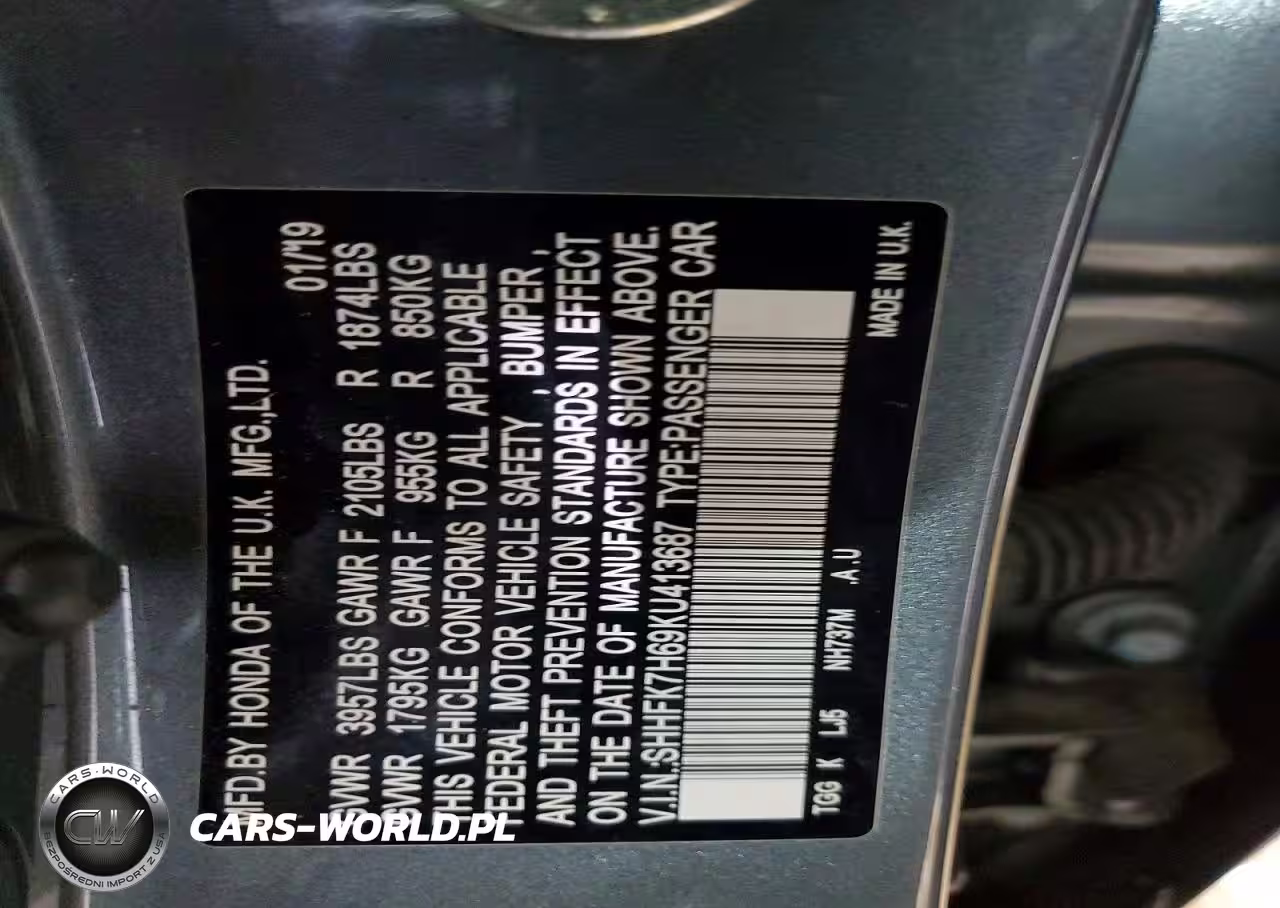 MFD.BY HONDA OF THE U.K. MFG.,LTD.
01/'19
GVWR 3957LBS GAWR F 2105LBS R 1874LBS
GVWR 1795KG GAWR F 955KG R 850KG
THIS VEHICLE CONFORMS TO ALL APPLICABLE
FEDERAL MOTOR VEHICLE SAFETY , BUMPER ,
AND THEFT PREVENTION STANDARDS IN EFFECT
ON THE DATE OF MANUFACTURE SHOWN ABOVE.
V.I.N.:SHHFK7H69KU413687 TYPE:PASSENGER CAR
TGG K LJ5 NH737M .A.U
MADE IN U.K.
CARS-WORLD
CW
BEZPOŚREDNI IMPORT Z USA
CARS-WORLD.PL